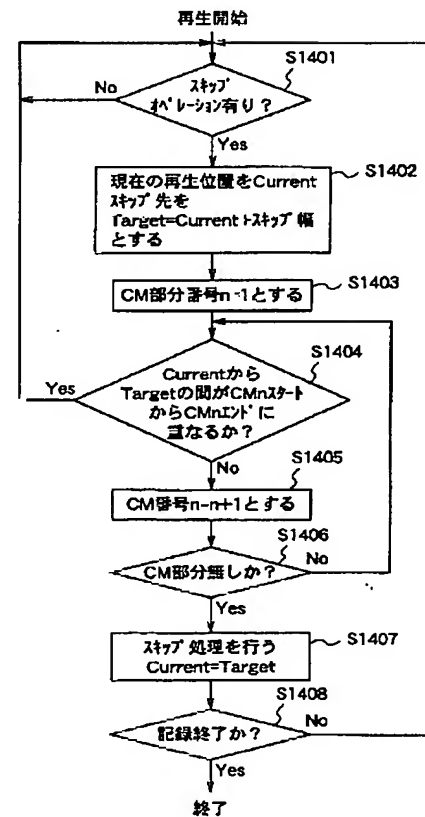 再生開始
S1401
No
スキップ
オペレーション有り？
Yes
S1402
現在の再生位置をCurrent
スキップ先を
Target=Current+スキップ幅
とする
S1403
CM部分番号n-1とする
S1404
Yes
Currentから
Targetの間がCMnスタート
からCMnエンドに
重なるか？
No
S1405
CM番号n-n+1とする
S1406
No
CM部分無しか？
Yes
S1407
スキップ処理を行う
Current=Target
S1408
No
記録終了か？
Yes
終了